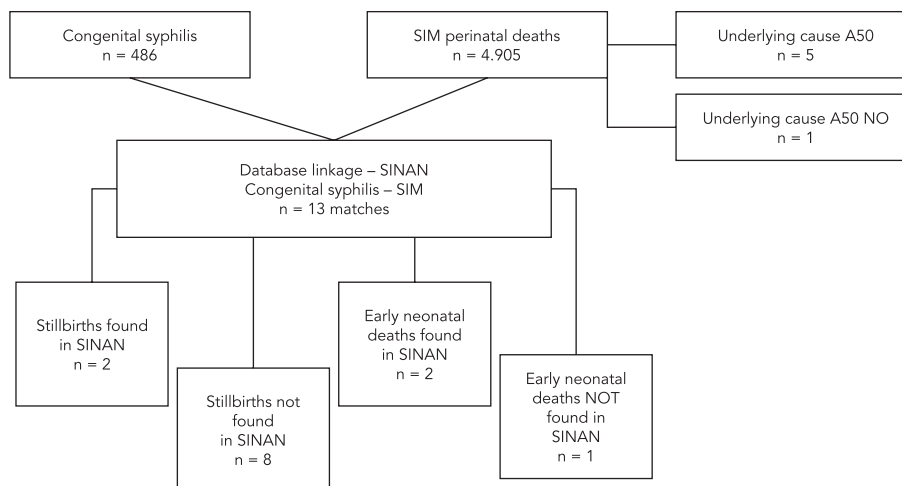 Congenital syphilis
n = 486
SIM perinatal deaths
n = 4.905
Underlying cause A50
n = 5
Underlying cause A50 NO
n = 1
Database linkage – SINAN
Congenital syphilis – SIM
n = 13 matches
Stillbirths found
in SINAN
n = 2
Stillbirths not
found
in SINAN
n = 8
Early neonatal
deaths found
in SINAN
n = 2
Early neonatal
deaths NOT
found in
SINAN
n = 1